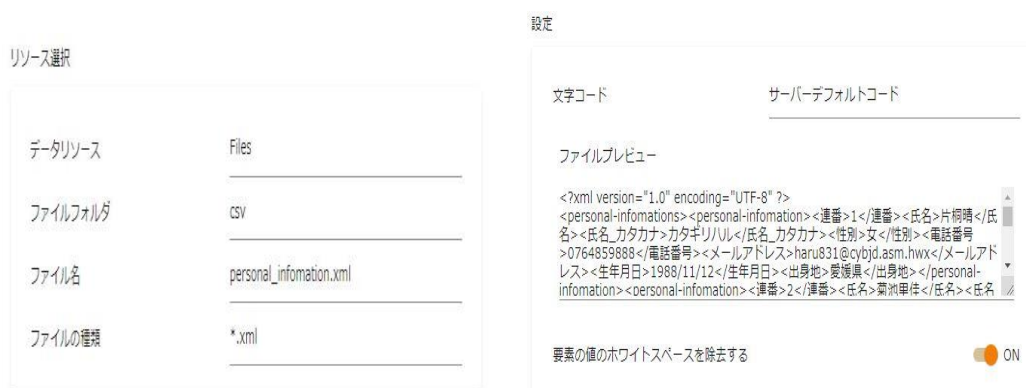 リソース選択
データリソース
Files
ファイルフォルダ
csv
ファイル名
personal_infomation.xml
ファイルの種類
*.xml
設定
文字コード
サーバーデフォルトコード
ファイルプレビュー
<?xml version="1.0" encoding="UTF-8" ?>
<personal-infomations><personal-infomation><連番>1</連番><氏名>片桐晴</氏
名><氏名_カタカナ>カタギリハル</氏名_カタカナ><性別>女</性別><電話番号
>0764859888</電話番号><メールアドレス>haru831@cybjd.asm.hwx</メールアド
レス><生年月日>1988/11/12</生年月日><出身地>愛媛県</出身地></personal-
infomation><personal-infomation><連番>2</連番><氏名>菊池里佳</氏名><氏名
要素の値のホワイトスペースを除去する
ON